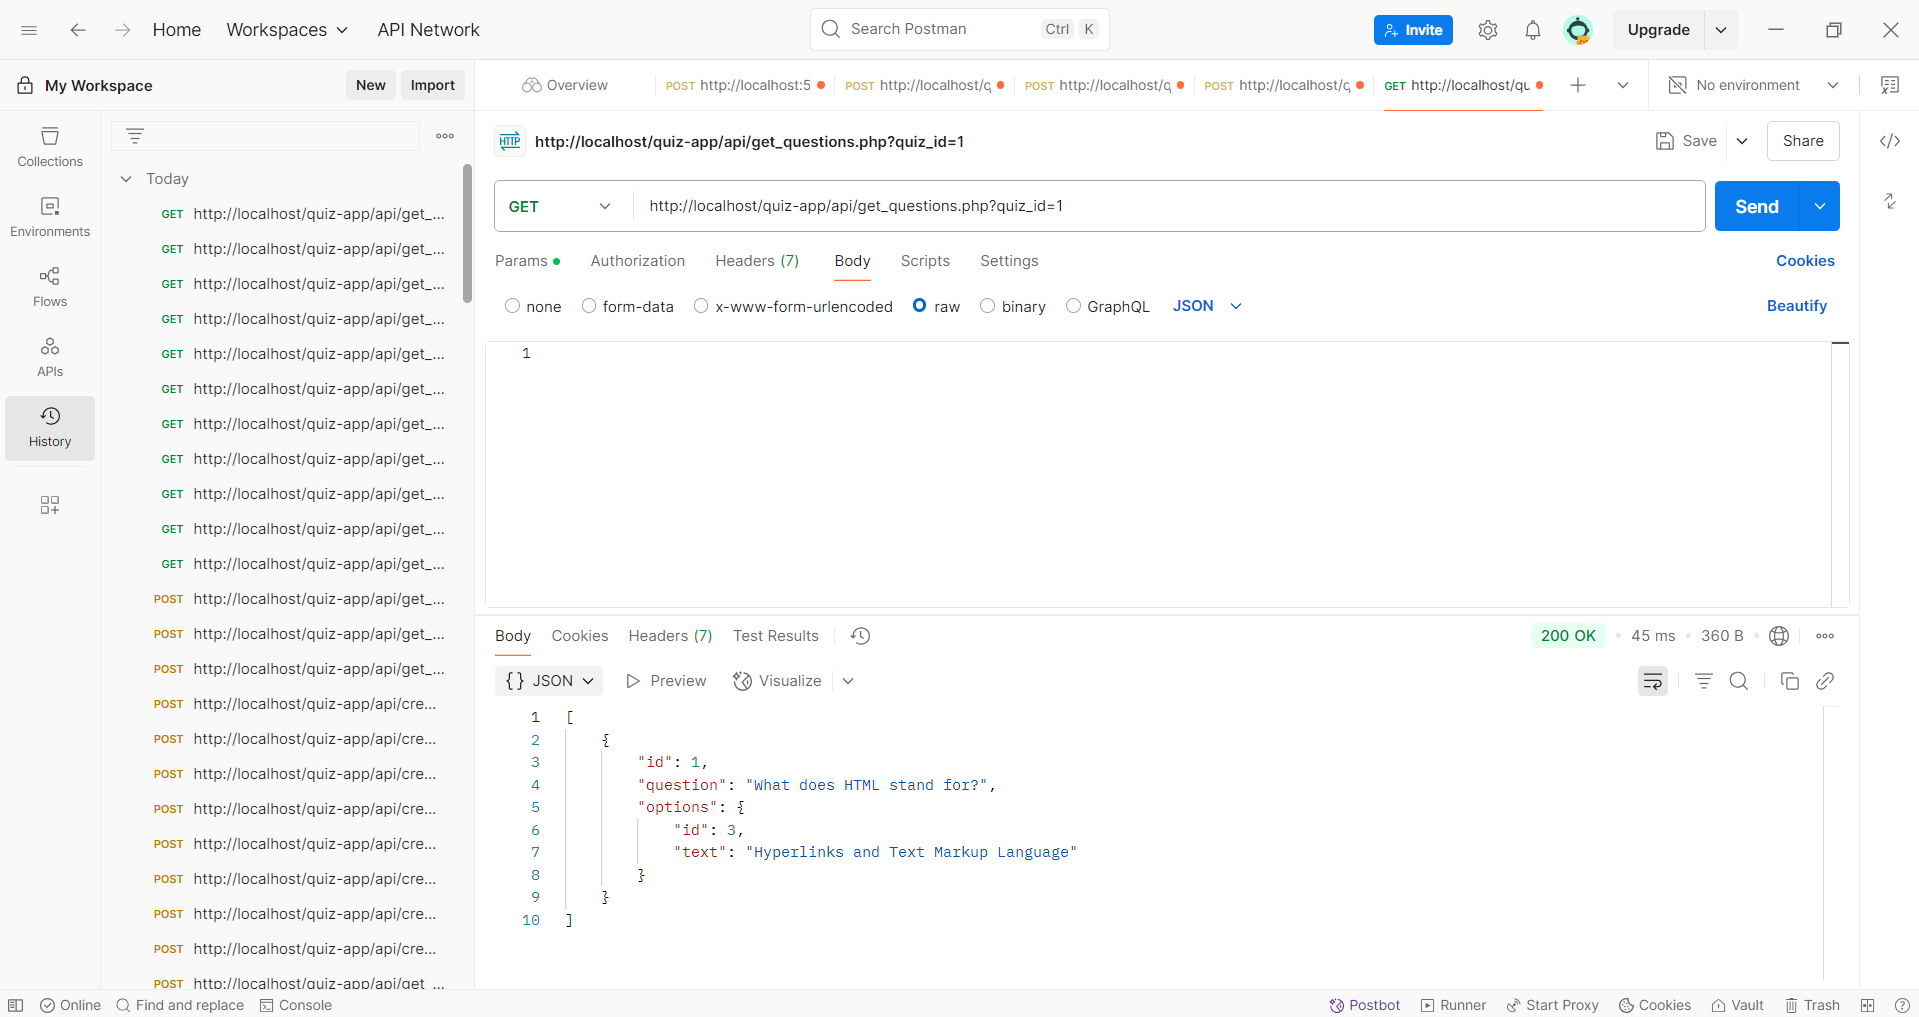 Home Workspaces API Network Search Postman Ctrl K Invite Upgrade
My Workspace New Import
Overview POST http://localhost:5 POST http://localhost/q POST http://localhost/q POST http://localhost/q GET http://localhost/qu No environment
Collections
Environments
Flows
APIs
History
Today
GET http://localhost/quiz-app/api/get_...
GET http://localhost/quiz-app/api/get_...
GET http://localhost/quiz-app/api/get_...
GET http://localhost/quiz-app/api/get_...
GET http://localhost/quiz-app/api/get_...
GET http://localhost/quiz-app/api/get_...
GET http://localhost/quiz-app/api/get_...
GET http://localhost/quiz-app/api/get_...
GET http://localhost/quiz-app/api/get_...
GET http://localhost/quiz-app/api/get_...
GET http://localhost/quiz-app/api/get_...
POST http://localhost/quiz-app/api/get_...
POST http://localhost/quiz-app/api/get_...
POST http://localhost/quiz-app/api/get_...
POST http://localhost/quiz-app/api/cre...
POST http://localhost/quiz-app/api/cre...
POST http://localhost/quiz-app/api/cre...
POST http://localhost/quiz-app/api/cre...
POST http://localhost/quiz-app/api/cre...
POST http://localhost/quiz-app/api/cre...
POST http://localhost/quiz-app/api/cre...
POST http://localhost/quiz-app/api/cre...
POST http://localhost/quiz-app/api/get_...
HTTP http://localhost/quiz-app/api/get_questions.php?quiz_id=1 Save Share
GET http://localhost/quiz-app/api/get_questions.php?quiz_id=1 Send
Params Authorization Headers (7) Body Scripts Settings Cookies
none form-data x-www-form-urlencoded raw binary GraphQL JSON Beautify
1
Body Cookies Headers (7) Test Results 200 OK 45 ms 360 B
{} JSON Preview Visualize
1 [
2 {
3 "id": 1,
4 "question": "What does HTML stand for?",
5 "options": {
6 "id": 3,
7 "text": "Hyperlinks and Text Markup Language"
8 }
9 }
10 ]
Online Find and replace Console Postbot Runner Start Proxy Cookies Vault Trash